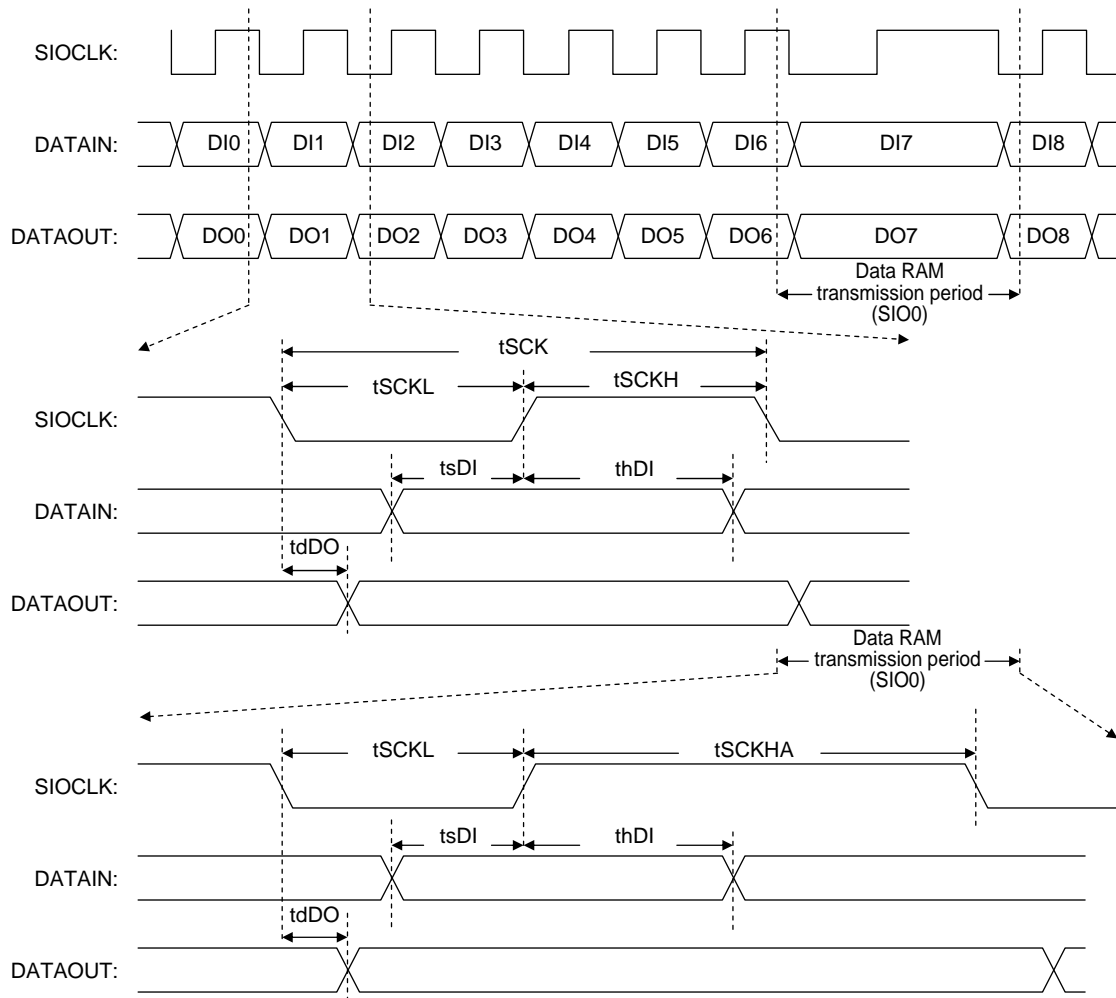 SIOCLK:
DATAIN: DI0 DI1 DI2 DI3 DI4 DI5 DI6 DI7 DI8
DATAOUT: DO0 DO1 DO2 DO3 DO4 DO5 DO6 DO7 DO8
Data RAM
transmission period
(SIO0)
tSCK
tSCKL tSCKH
SIOCLK:
tsDI thDI
DATAIN:
tdDO
DATAOUT:
Data RAM
transmission period
(SIO0)
tSCKL tSCKHA
SIOCLK:
tsDI thDI
DATAIN:
tdDO
DATAOUT: